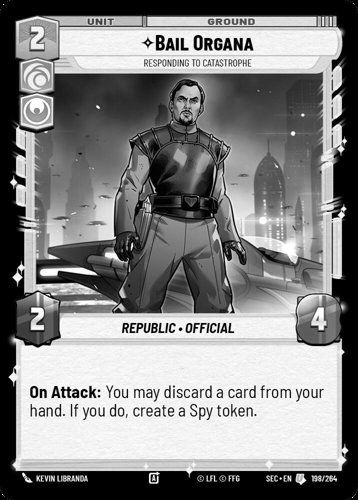 UNIT
GROUND
2
✧BAIL ORGANA
RESPONDING TO CATASTROPHE
2
4
REPUBLIC • OFFICIAL
On Attack: You may discard a card from your
hand. If you do, create a Spy token.
KEVIN LIBRANDA
A
© LFL © FFG
SEC • EN
198/264